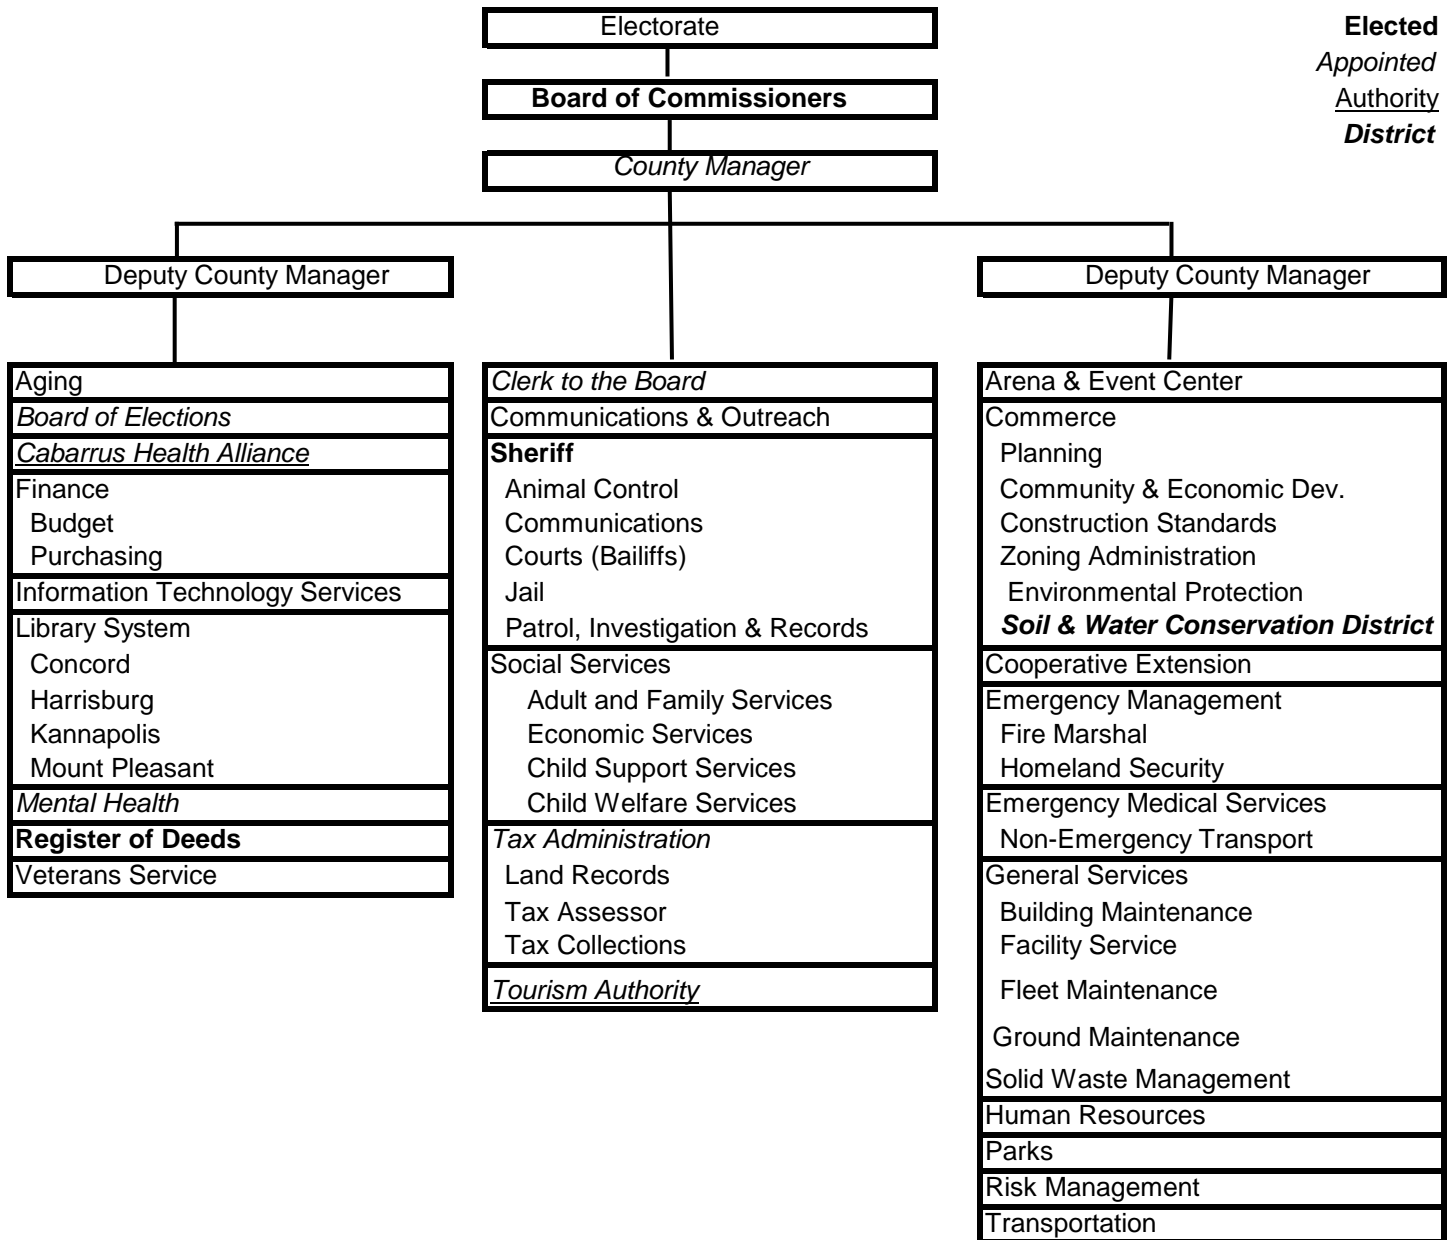 Electorate
Board of Commissioners
County Manager
Elected
Appointed
Authority
District
Deputy County Manager
Deputy County Manager
Aging
Board of Elections
Cabarrus Health Alliance
Finance
Budget
Purchasing
Information Technology Services
Library System
Concord
Harrisburg
Kannapolis
Mount Pleasant
Mental Health
Register of Deeds
Veterans Service
Clerk to the Board
Communications & Outreach
Sheriff
Animal Control
Communications
Courts (Bailiffs)
Jail
Patrol, Investigation & Records
Social Services
Adult and Family Services
Economic Services
Child Support Services
Child Welfare Services
Tax Administration
Land Records
Tax Assessor
Tax Collections
Tourism Authority
Arena & Event Center
Commerce
Planning
Community & Economic Dev.
Construction Standards
Zoning Administration
Environmental Protection
Soil & Water Conservation District
Cooperative Extension
Emergency Management
Fire Marshal
Homeland Security
Emergency Medical Services
Non-Emergency Transport
General Services
Building Maintenance
Facility Service
Fleet Maintenance
Ground Maintenance
Solid Waste Management
Human Resources
Parks
Risk Management
Transportation